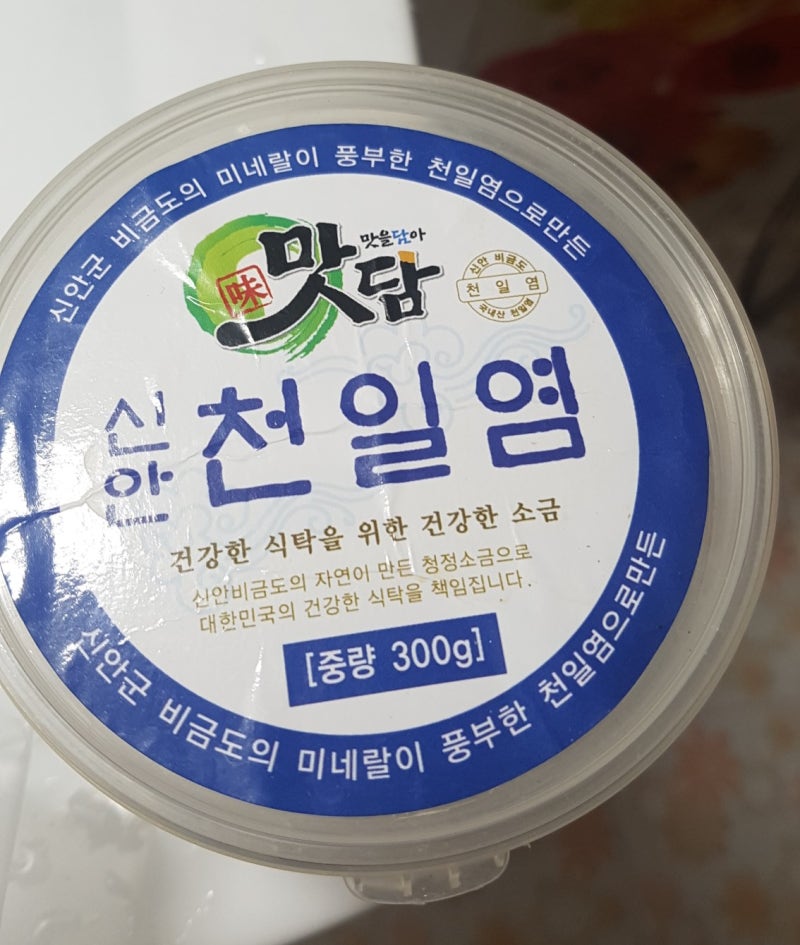 신안군 비금도의 미네랄이 풍부한 천일염으로만든
맛을담아
味
맛담
신안 비금도
천일염
국내산 천일염
신안 천일염
건강한 식탁을 위한 건강한 소금
신안비금도의 자연이 만든 청정소금으로
대한민국의 건강한 식탁을 책임집니다.
[중량 300g]
신안군 비금도의 미네랄이 풍부한 천일염으로만든